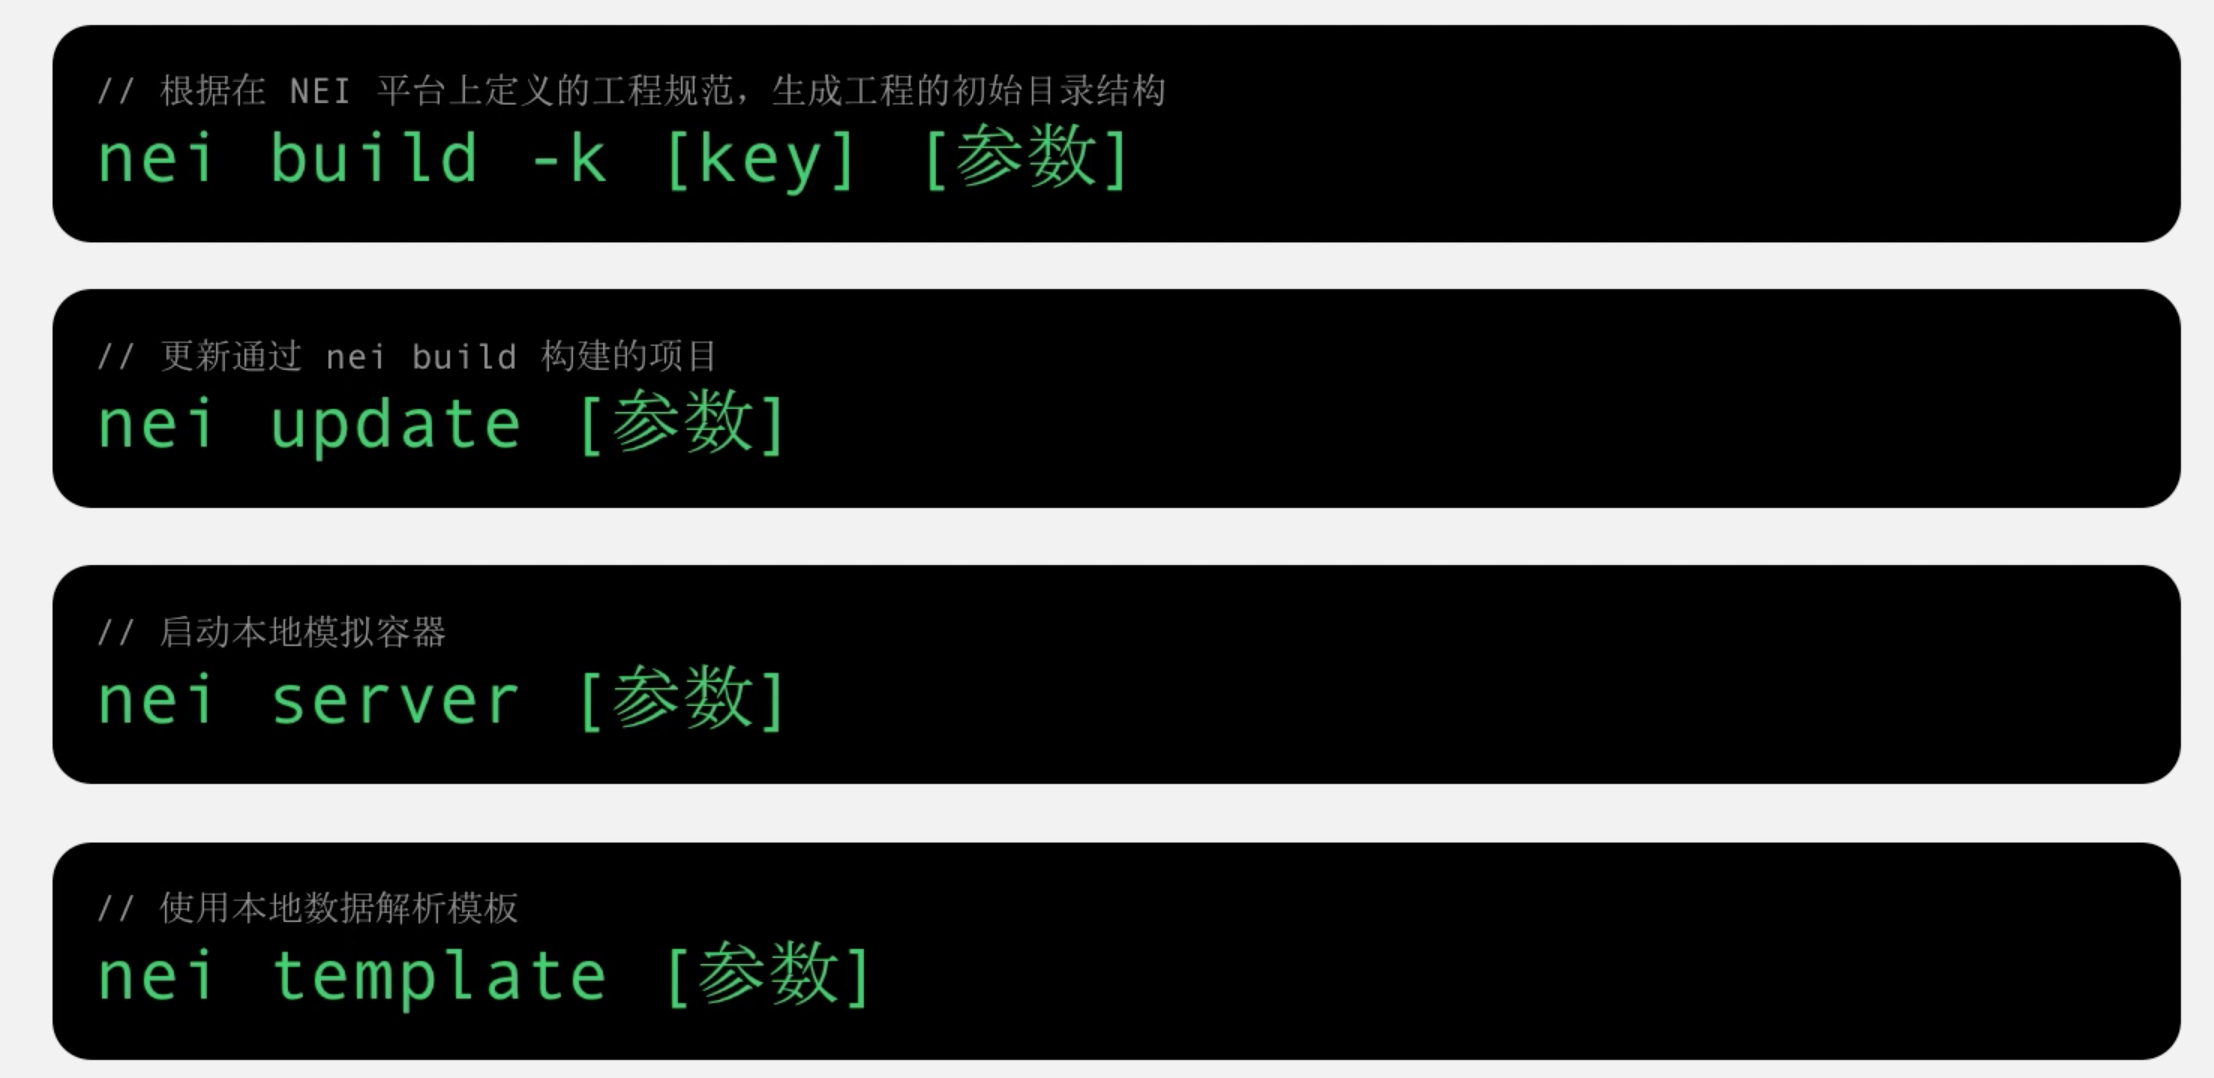 // 根据在 NEI 平台上定义的工程规范，生成工程的初始目录结构
nei build -k [key] [参数]
// 更新通过 nei build 构建的项目
nei update [参数]
// 启动本地模拟容器
nei server [参数]
// 使用本地数据解析模板
nei template [参数]